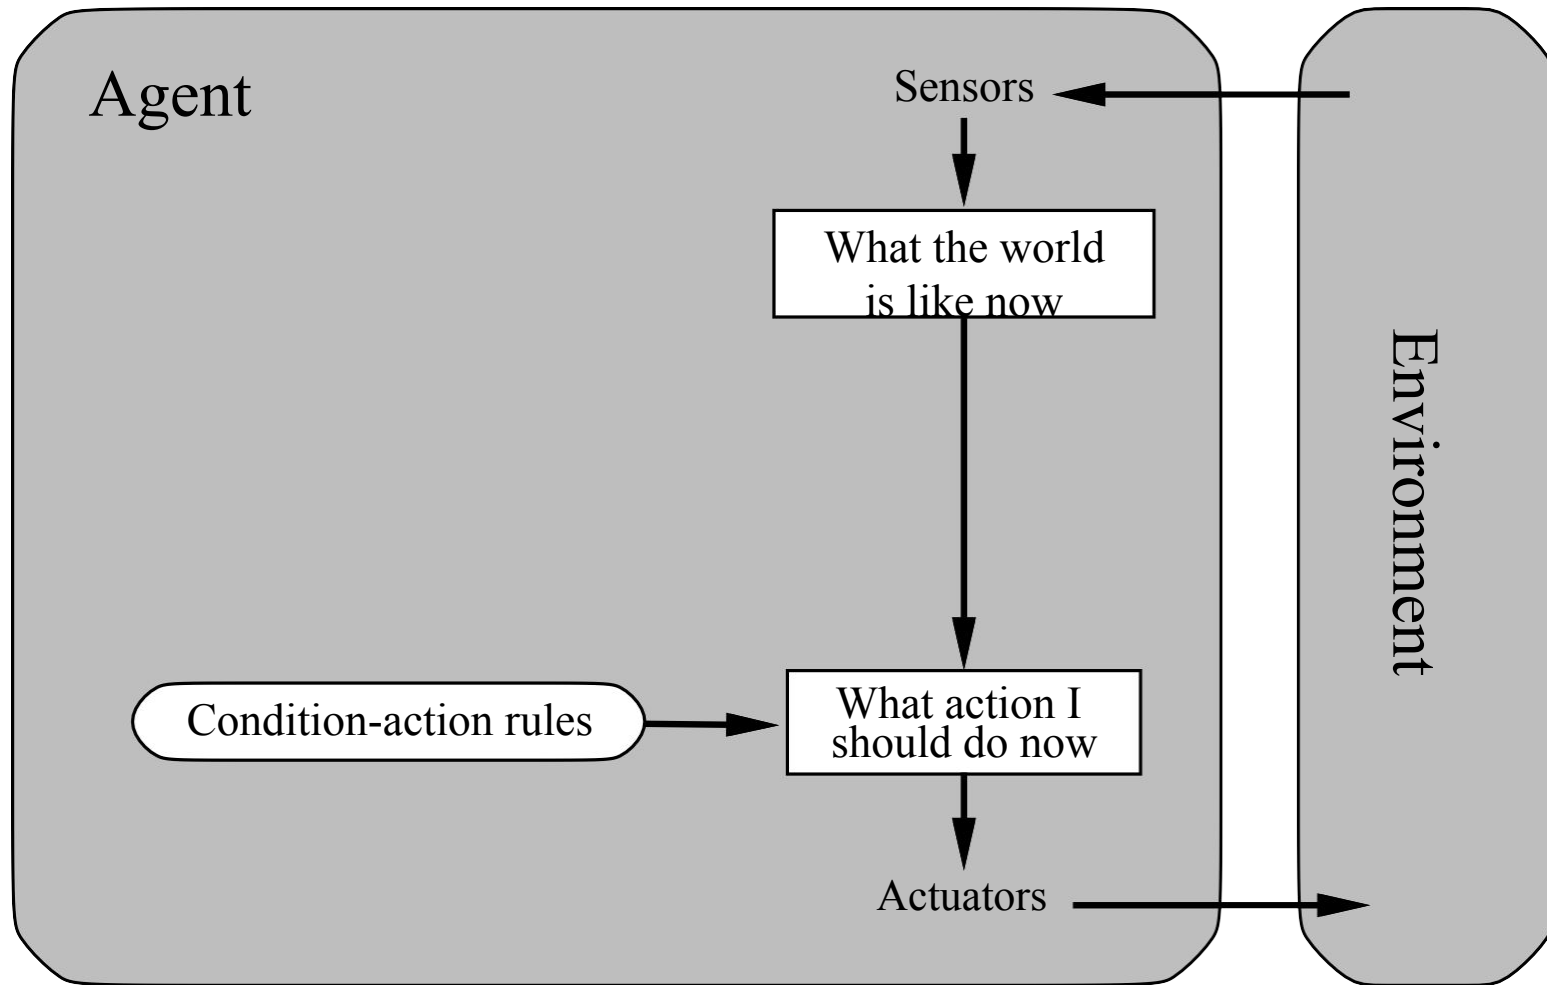 Agent
Sensors
What the world
is like now
Environment
Condition-action rules
What action I
should do now
Actuators